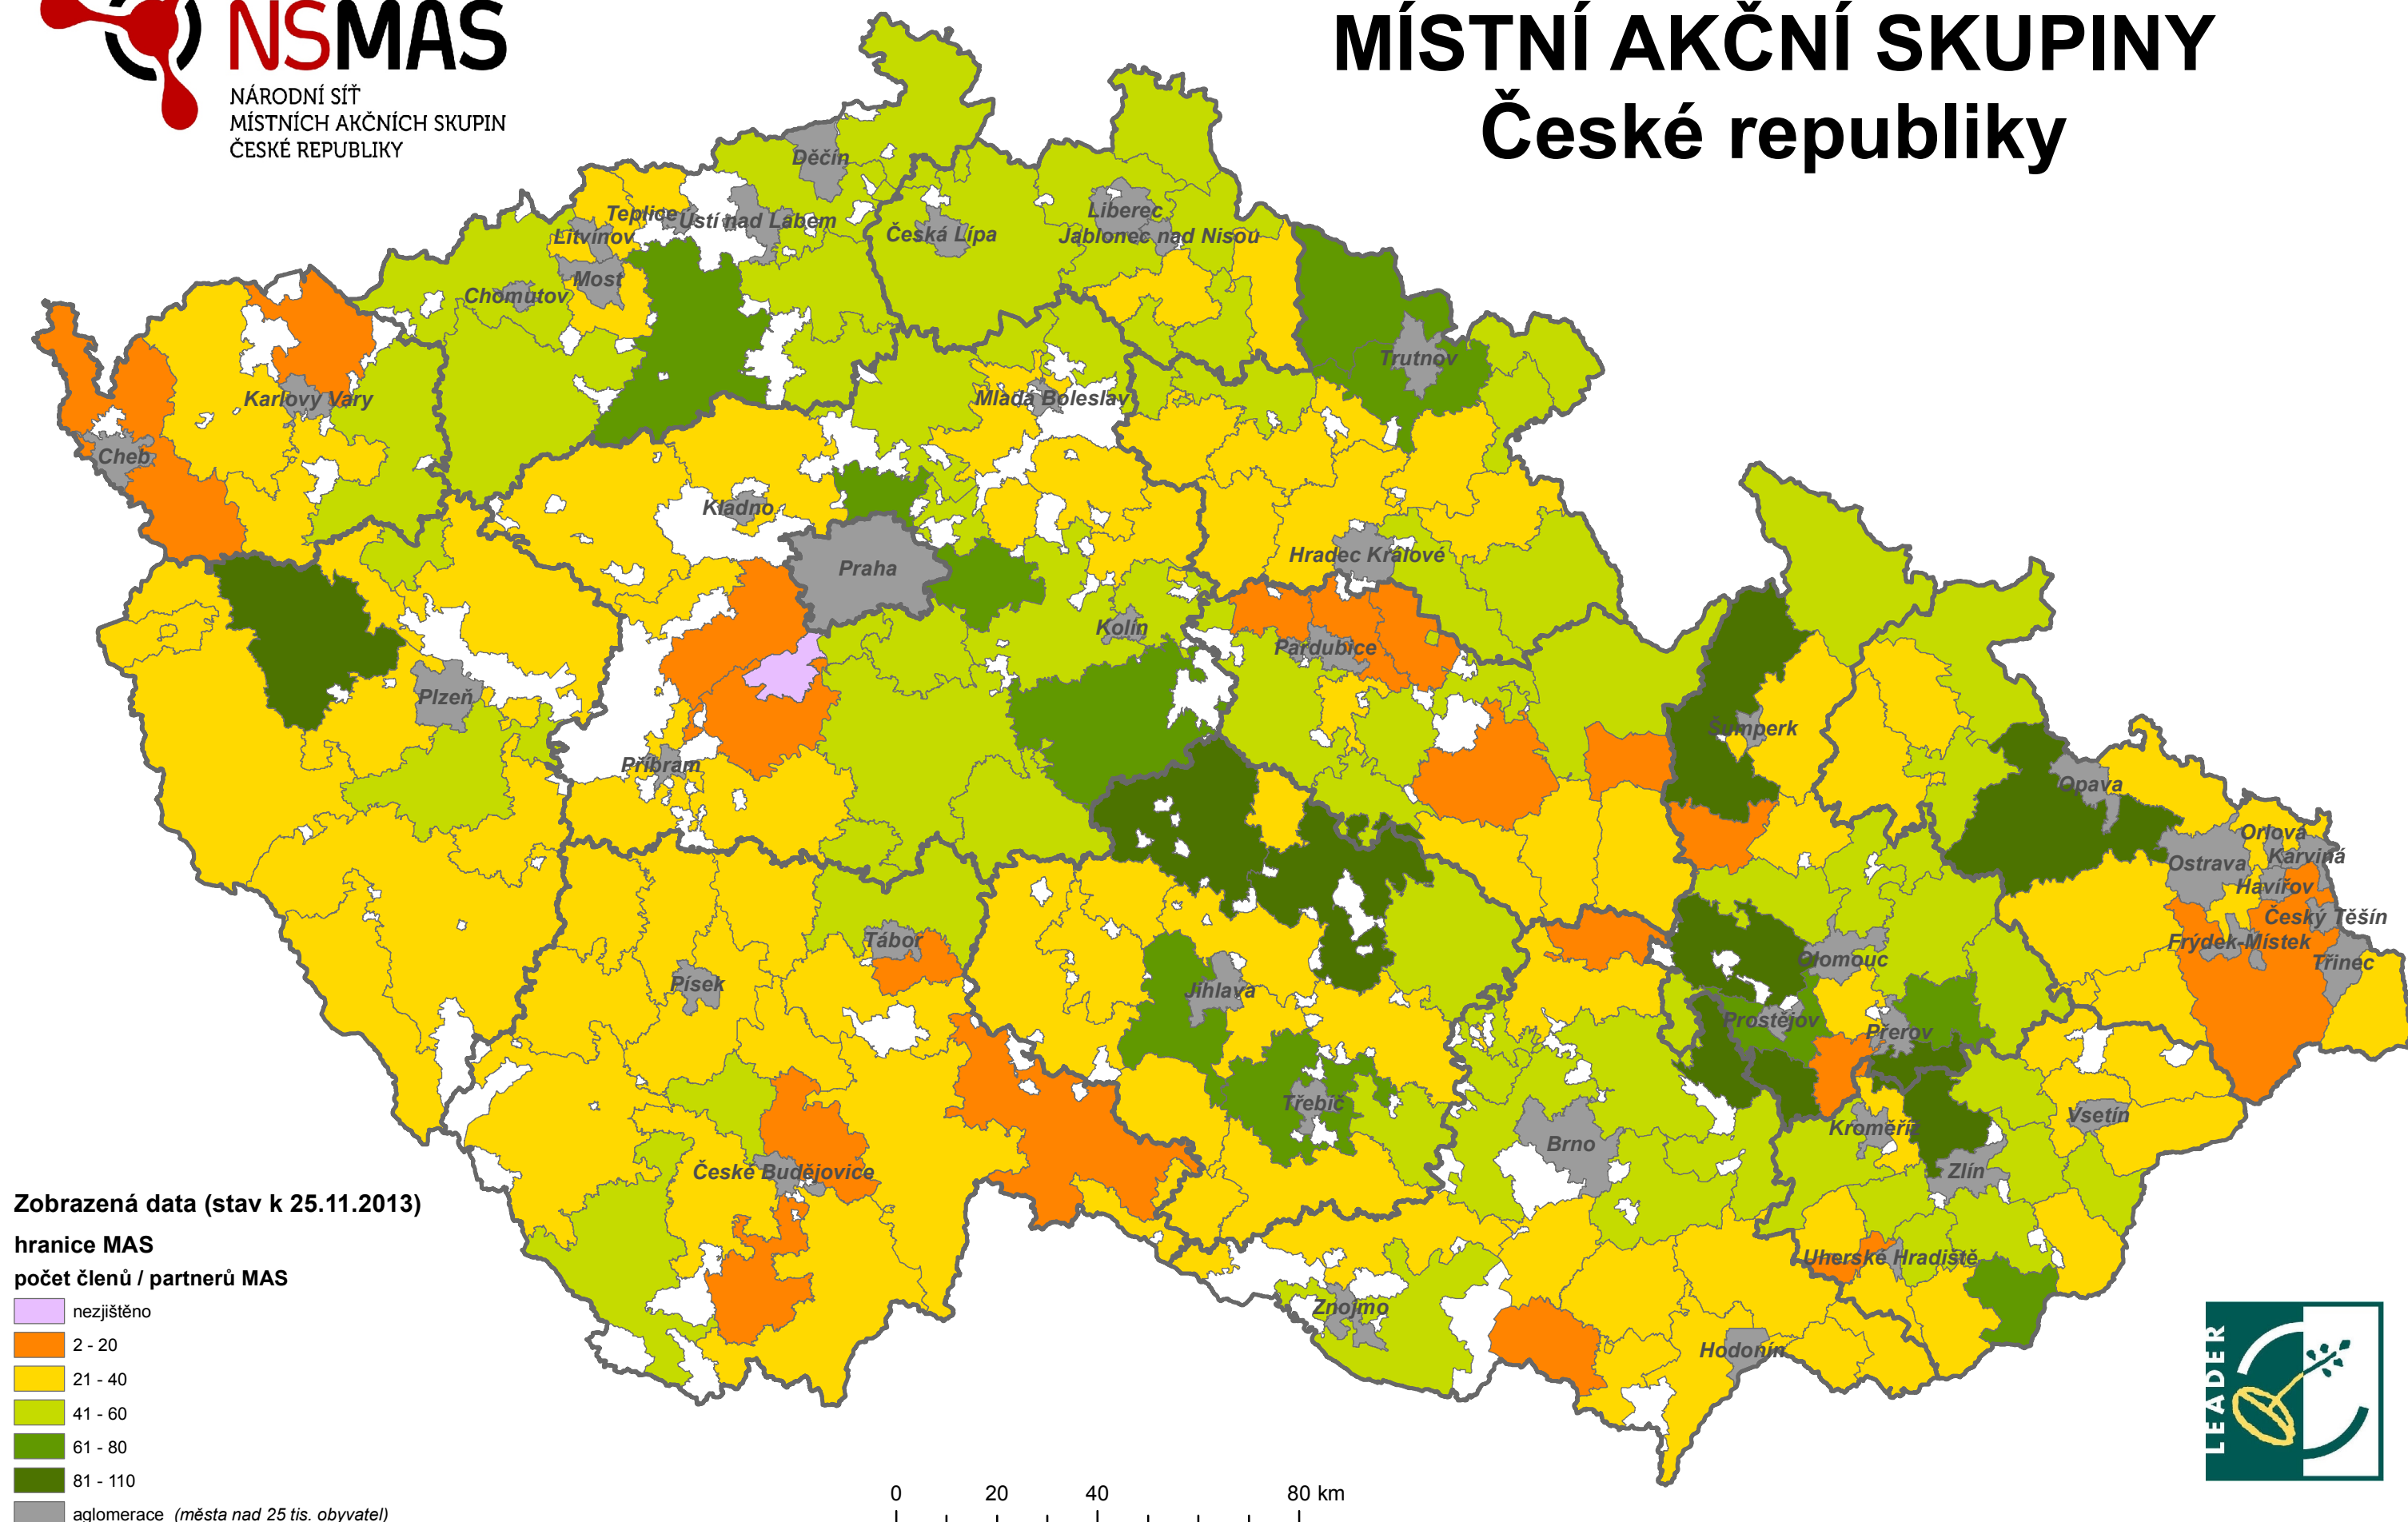 NSMAS
NÁRODNÍ SÍŤ
MÍSTNÍCH AKČNÍCH SKUPIN
ČESKÉ REPUBLIKY
MÍSTNÍ AKČNÍ SKUPINY
České republiky
Děčín
Teplice
Ústí nad Labem
Litvínov
Česká Lípa
Liberec
Jablonec nad Nisou
Most
Chomutov
Trutnov
Karlovy Vary
Mladá Boleslav
Cheb
Kladno
Hradec Králové
Praha
Kolín
Pardubice
Plzeň
Šumperk
Příbram
Opava
Orlová
Karviná
Ostrava
Havířov
Český Těšín
Tábor
Frýdek-Místek
Olomouc
Třinec
Písek
Jihlava
Prostějov
Přerov
Třebíč
Vsetín
Kroměříž
Brno
České Budějovice
Zlín
Uherské Hradiště
Znojmo
Hodonín
Zobrazená data (stav k 25.11.2013)
hranice MAS
počet členů / partnerů MAS
nezjištěno
2 - 20
21 - 40
41 - 60
61 - 80
81 - 110
aglomerace (města nad 25 tis. obyvatel)
0 20 40 80 km
LEADER